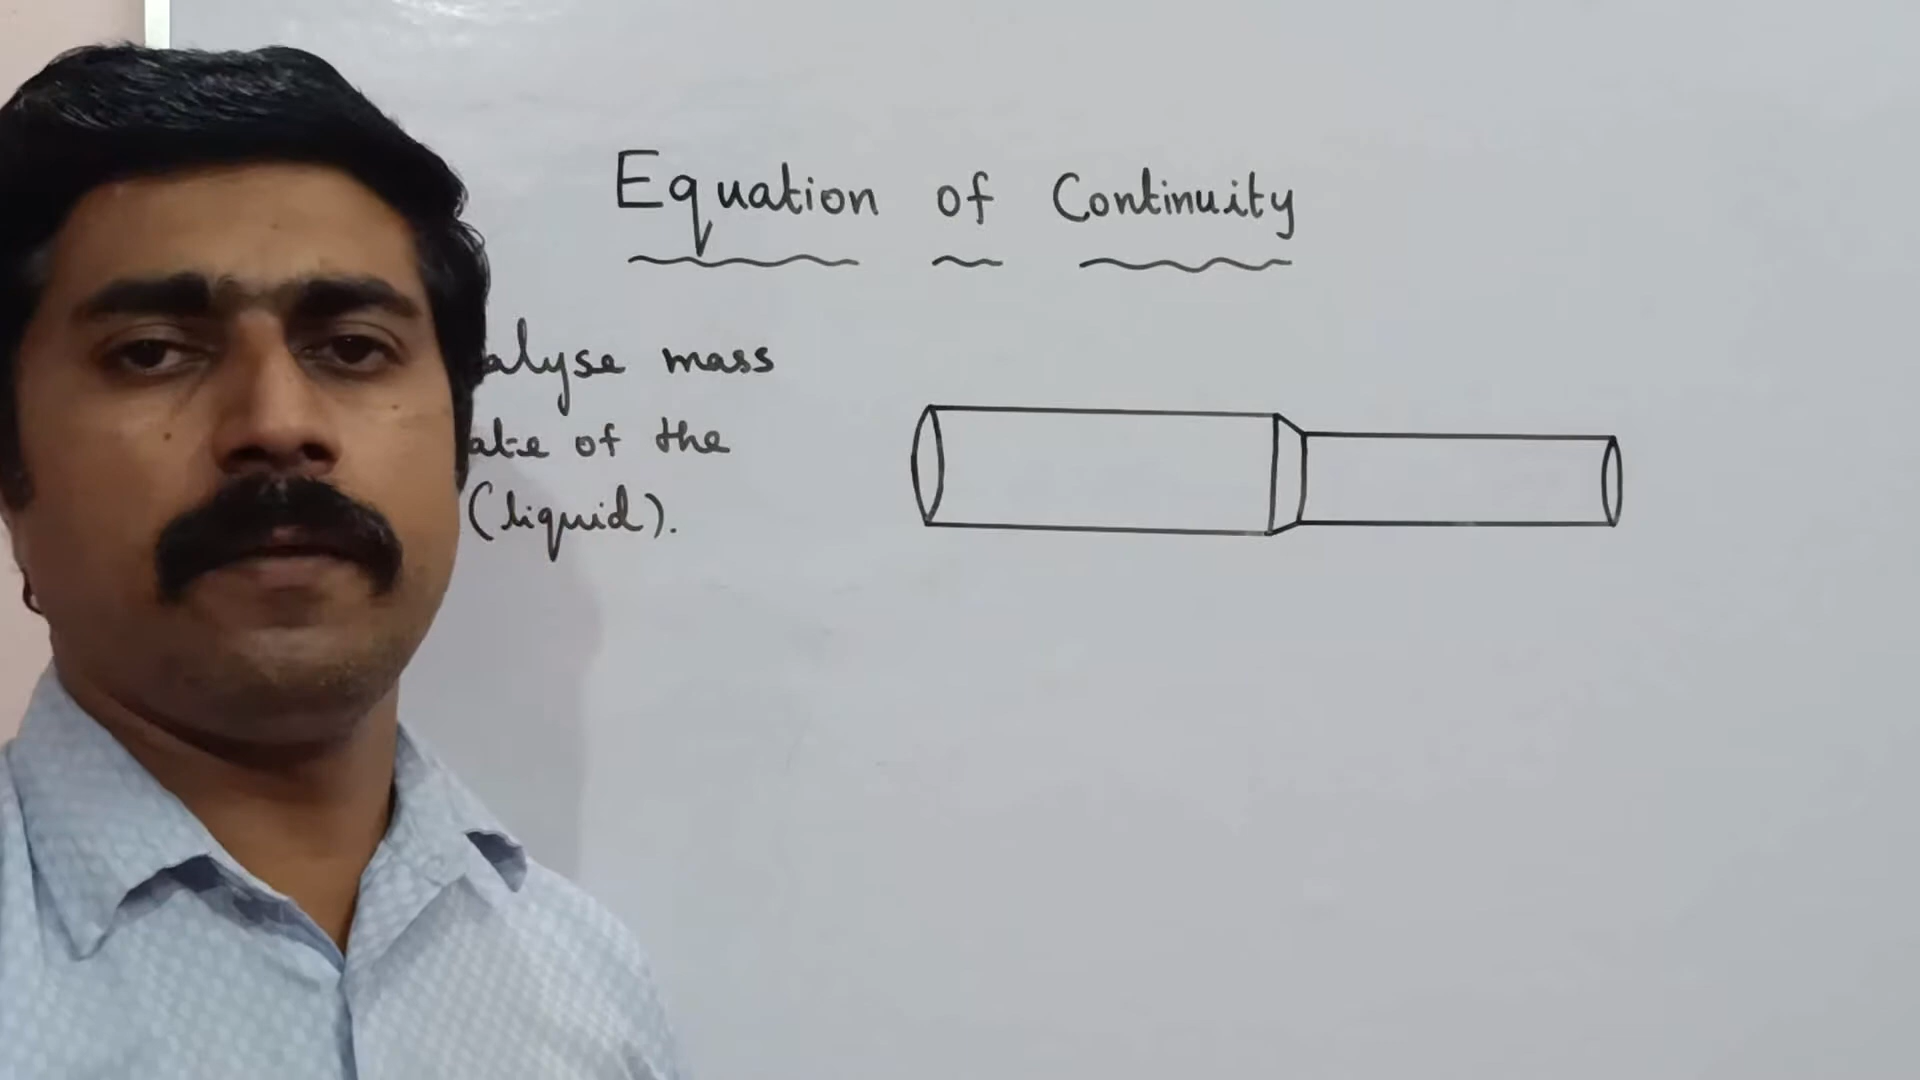 Equation of Continuity
alyse mass
ate of the
(liquid).